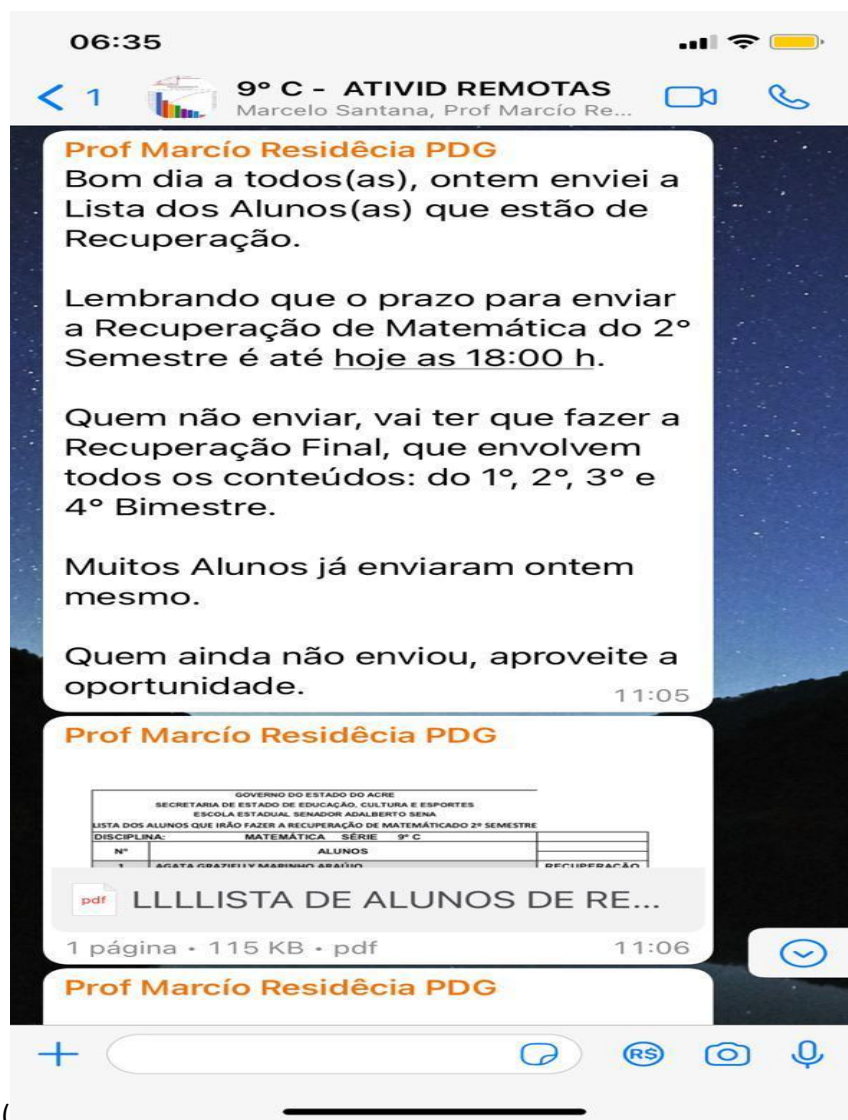 06:35
1
9º C - ATIVID REMOTAS
Marcelo Santana, Prof Marcío Re...
Prof Marcío Residêcia PDG
Bom dia a todos(as), ontem enviei a
Lista dos Alunos(as) que estão de
Recuperação.
Lembrando que o prazo para enviar
a Recuperação de Matemática do 2º
Semestre é até hoje as 18:00 h.
Quem não enviar, vai ter que fazer a
Recuperação Final, que envolvem
todos os conteúdos: do 1º, 2º, 3º e
4º Bimestre.
Muitos Alunos já enviaram ontem
mesmo.
Quem ainda não enviou, aproveite a
oportunidade.
11:05
Prof Marcío Residêcia PDG
GOVERNO DO ESTADO DO ACRE
SECRETARIA DE ESTADO DE EDUCAÇÃO, CULTURA E ESPORTES
ESCOLA ESTADUAL SENADOR ADALBERTO SENA
LISTA DOS ALUNOS QUE IRÃO FAZER A RECUPERAÇÃO DE MATEMÁTICADO 2º SEMESTRE
DISCIPLINA: MATEMÁTICA SÉRIE 9º C
Nº ALUNOS
1 AGATA GRAZIELLY MARINHO ARAÚJO RECUPERAÇÃO
pdf LLLLISTA DE ALUNOS DE RE...
1 página • 115 KB • pdf 11:06
Prof Marcío Residêcia PDG
R$
(